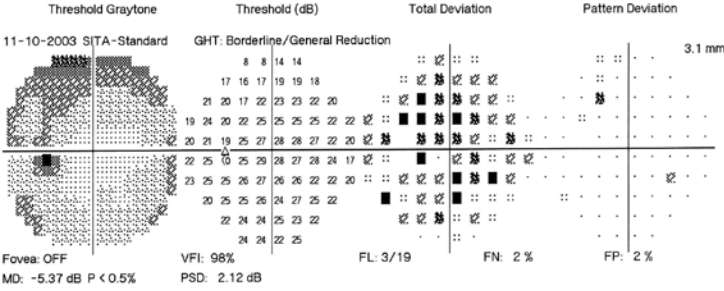 Threshold Graytone Threshold (dB) Total Deviation Pattern Deviation
11-10-2003 SITA-Standard GHT: Borderline/General Reduction
3.1 mm
8 8 14 14
17 16 17 19 19 18
21 20 17 22 23 23 22 20
19 24 20 20 22 25 25 25 22 22
20 21 19 25 27 28 28 27 22 20
22 25 25 29 28 27 28 24 17
23 25 25 26 27 26 26 22 22 20
20 25 25 26 24 27 25 22
22 24 24 25 23 22
24 24 22 25
Fovea: OFF VFI: 98% FL: 3/19 FN: 2 % FP: 2 %
MD: -5.37 dB P < 0.5% PSD: 2.12 dB